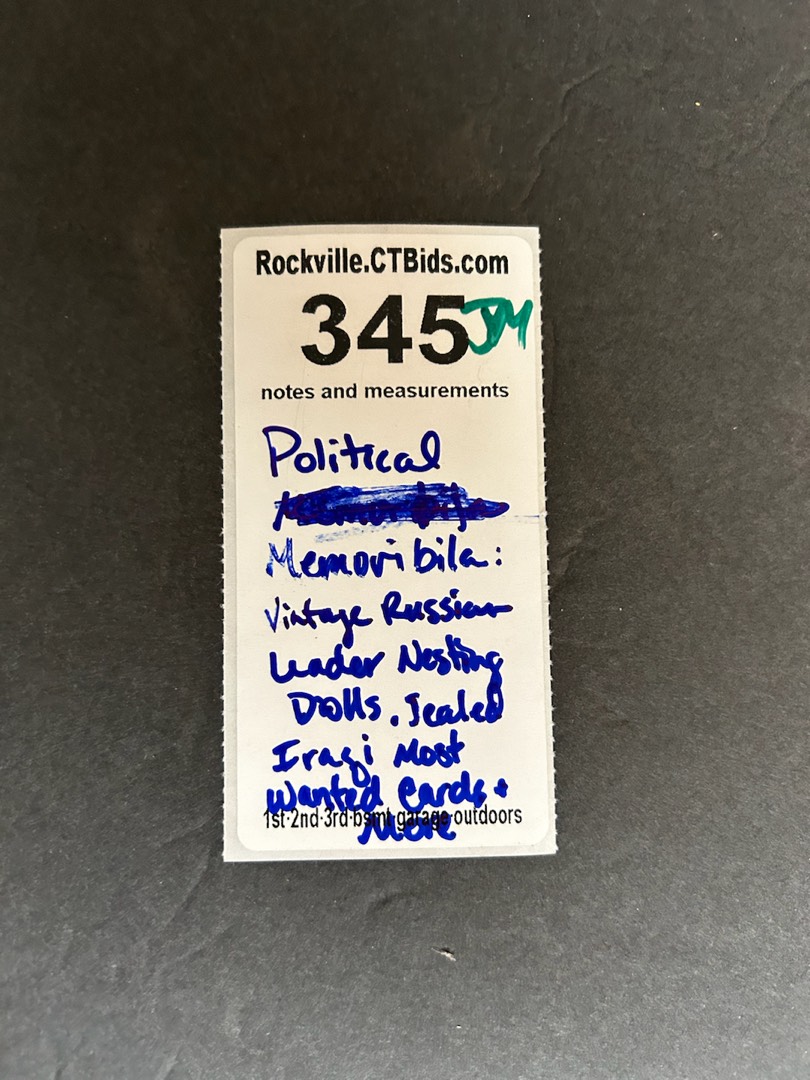 Rockville.CTBids.com
345 JM
notes and measurements
Political
Memoribila:
Vintage Russian
Leader Nesting
Dolls, Sealed
Iraqi Most
Wanted Cards +
1st·2nd·3rd·bsmt·garage·outdoors
More